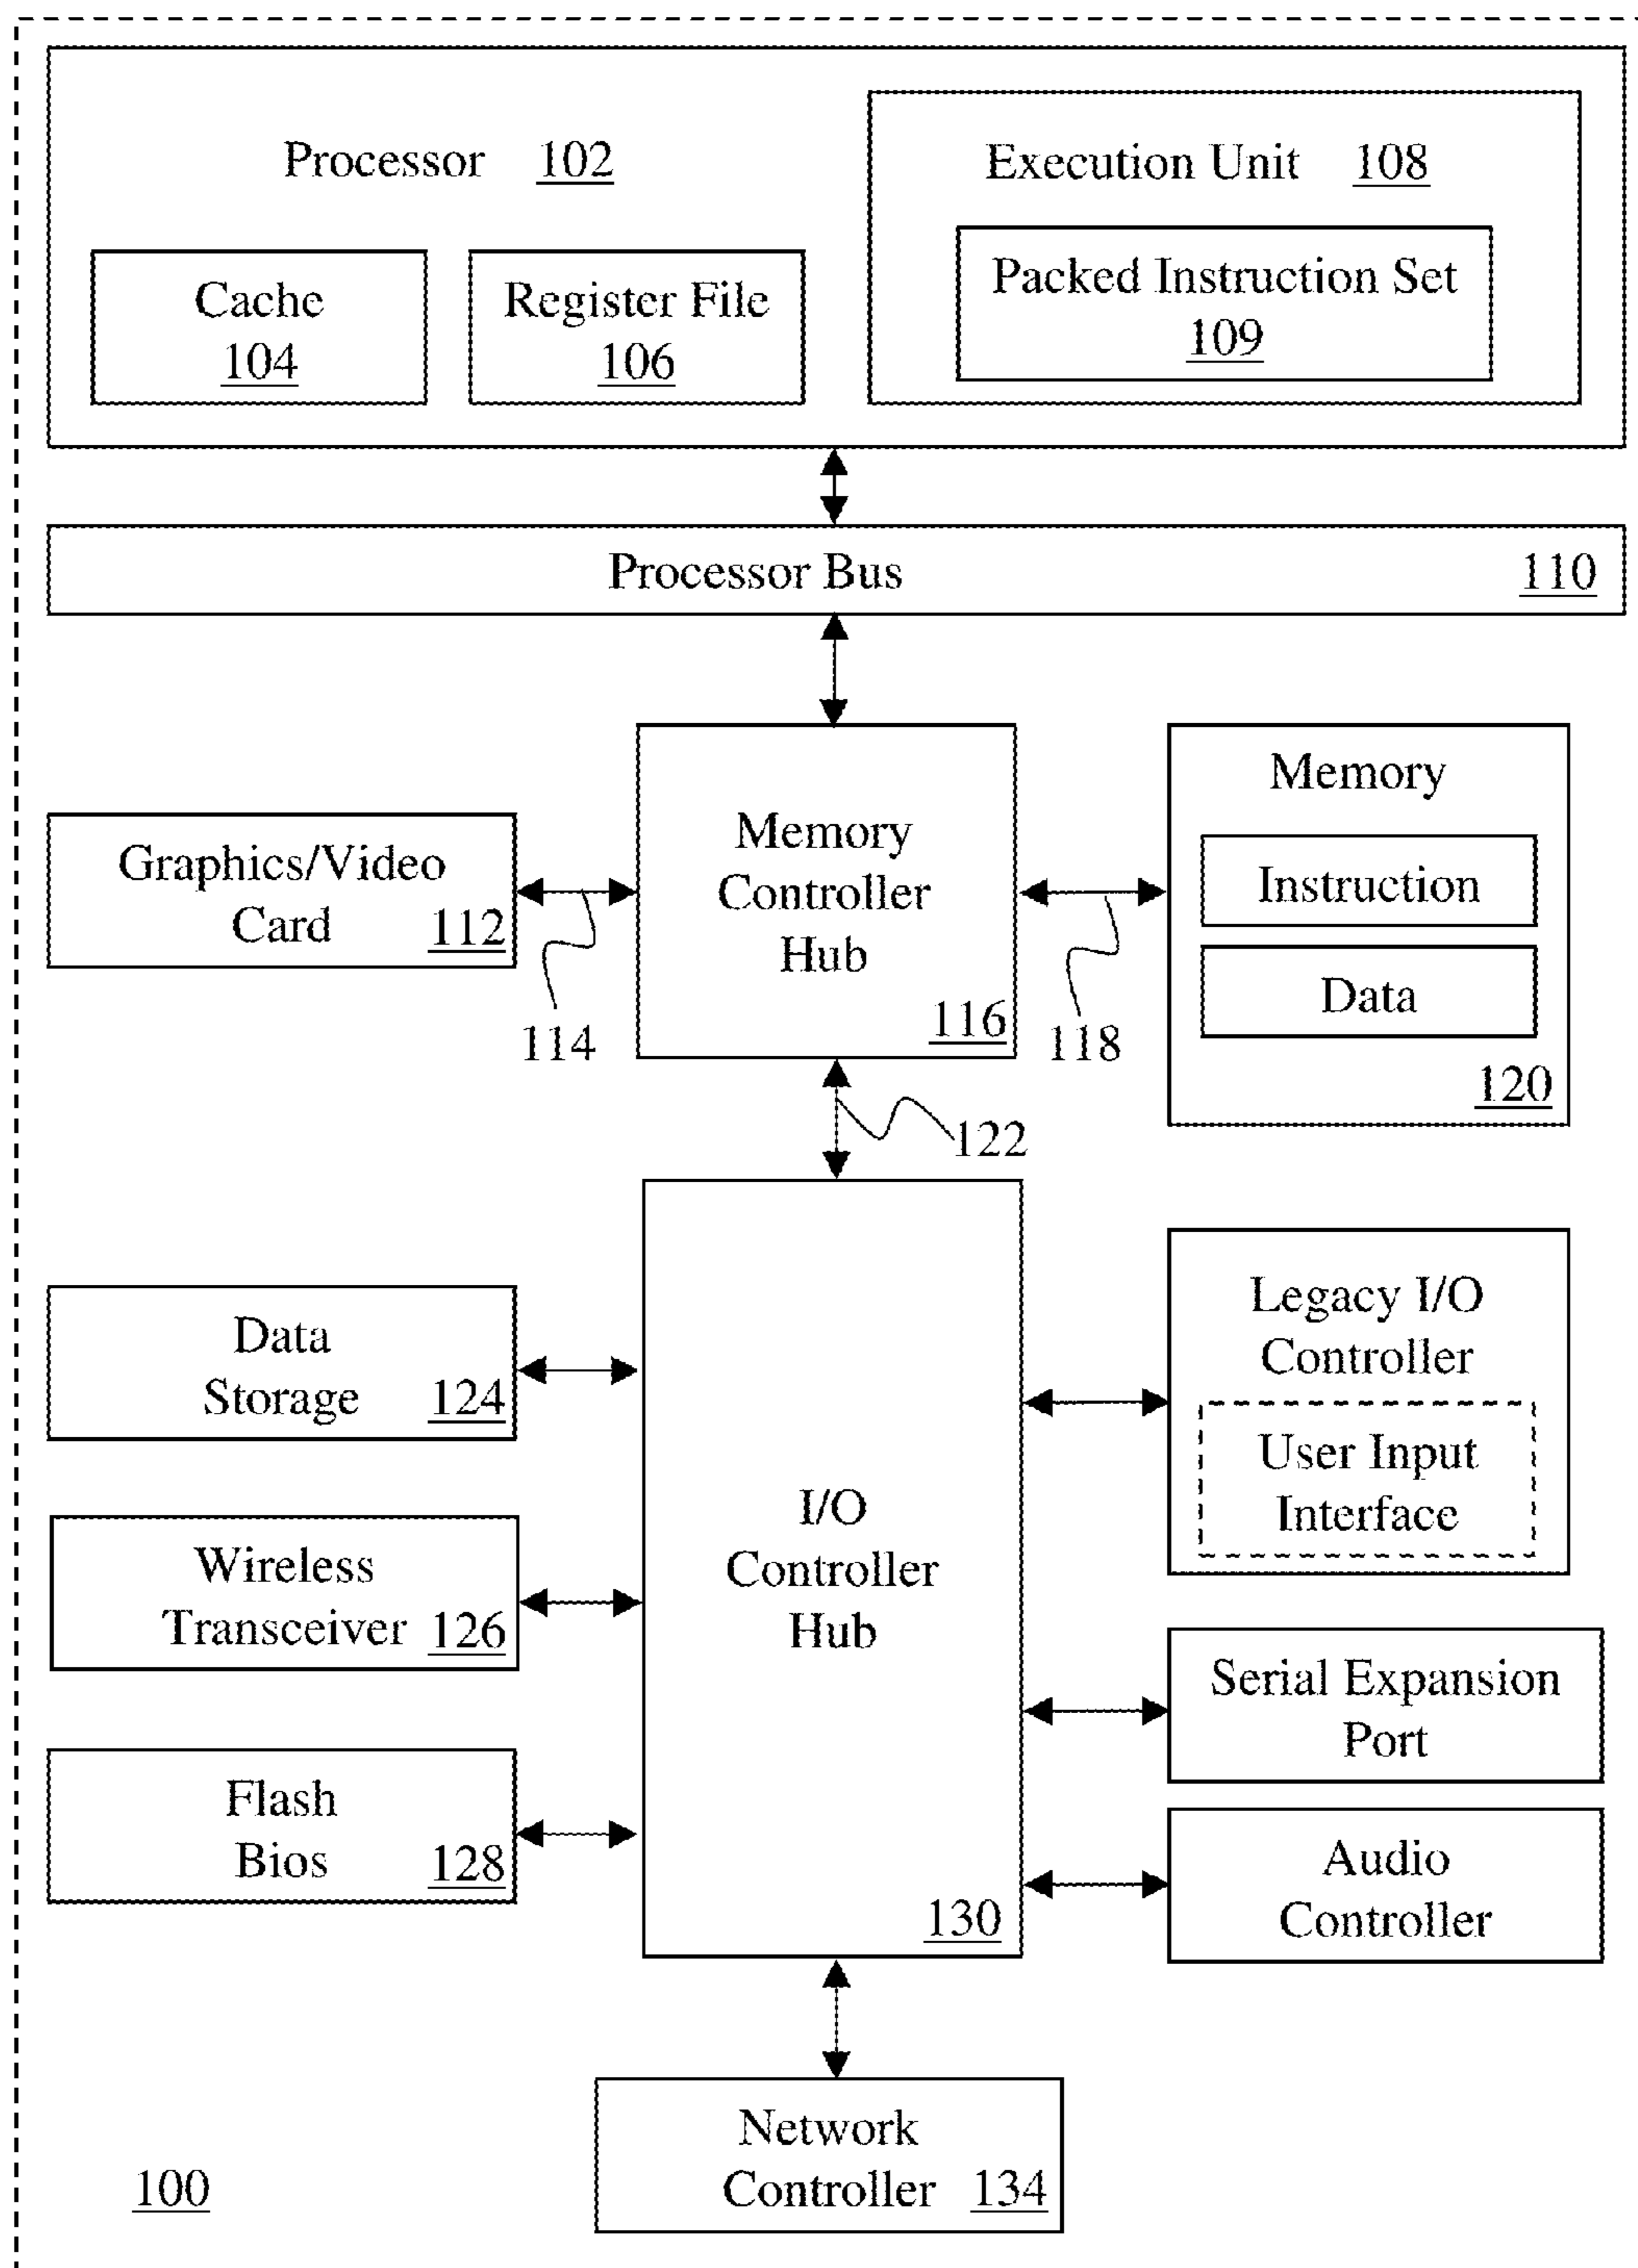 Processor 102
Execution Unit 108
Cache
104
Register File
106
Packed Instruction Set
109
Processor Bus 110
Graphics/Video
Card 112
114
Memory
Controller
Hub
116
118
Memory
Instruction
Data
120
122
Data
Storage 124
Wireless
Transceiver 126
Flash
Bios 128
I/O
Controller
Hub
130
Legacy I/O
Controller
User Input
Interface
Serial Expansion
Port
Audio
Controller
Network
Controller 134
100